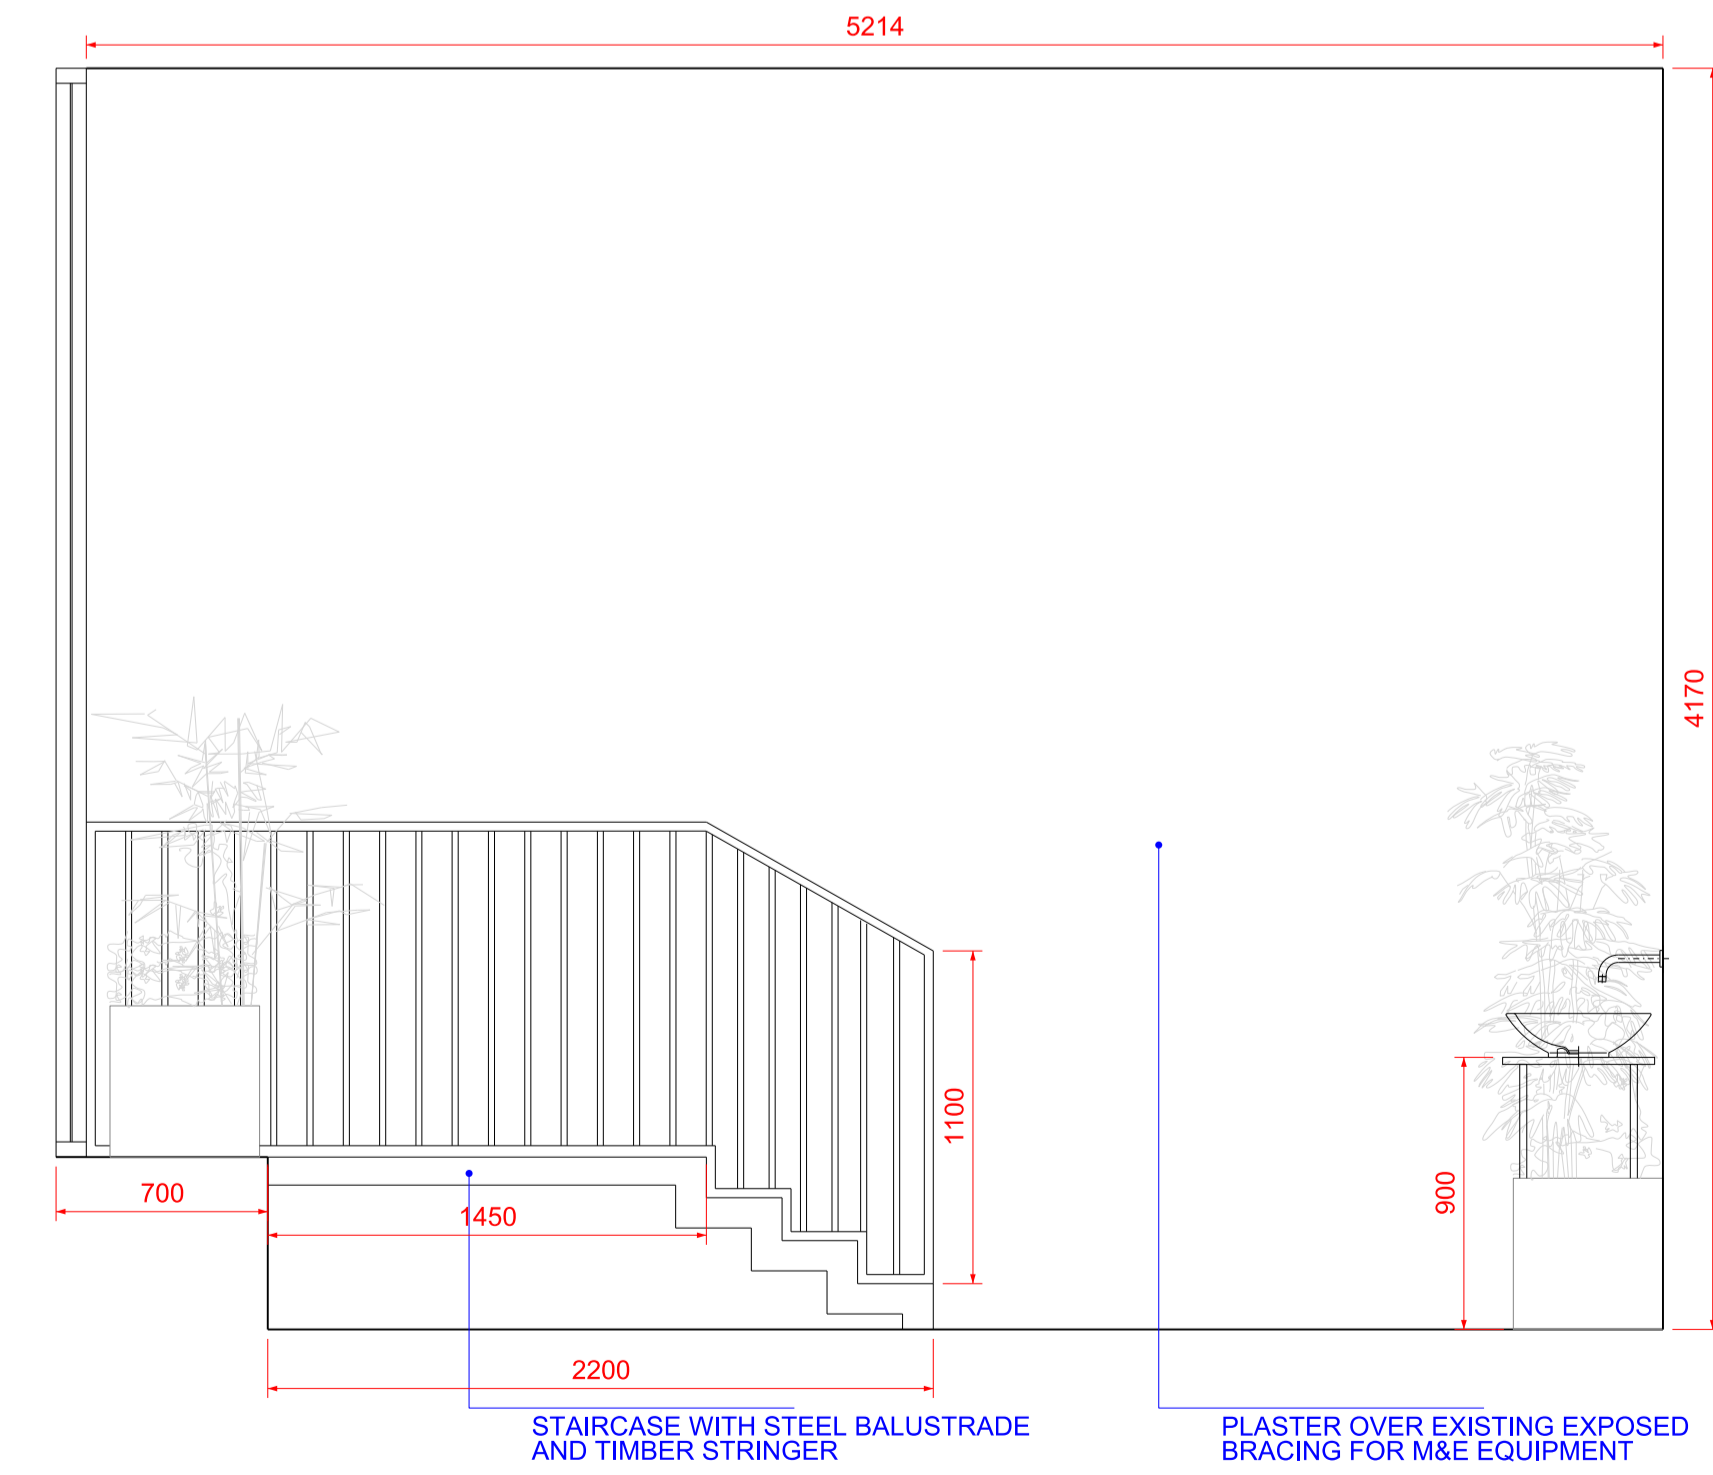 5214
4170
1100
900
700
1450
2200
STAIRCASE WITH STEEL BALUSTRADE
AND TIMBER STRINGER
PLASTER OVER EXISTING EXPOSED
BRACING FOR M&E EQUIPMENT